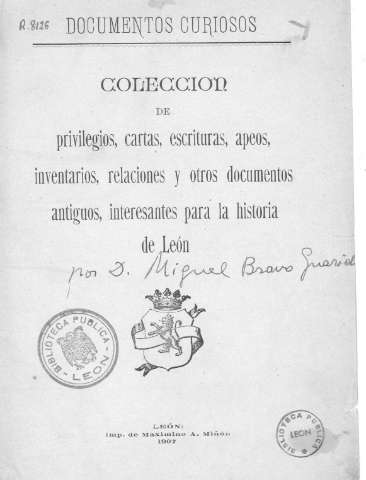 R. 8126
DOCUMENTOS CURIOSOS
COLECCION
DE
privilegios, cartas, escrituras, apeos,
inventarios, relaciones y otros documentos
antiguos, interesantes para la historia
de León
por D. Miguel Bravo Guarida
BIBLIOTECA PUBLICA
LEON
LEÓN:
Imp. de Maximino A. Miñón
1907
BIBLIOTECA PUBLICA
LEON